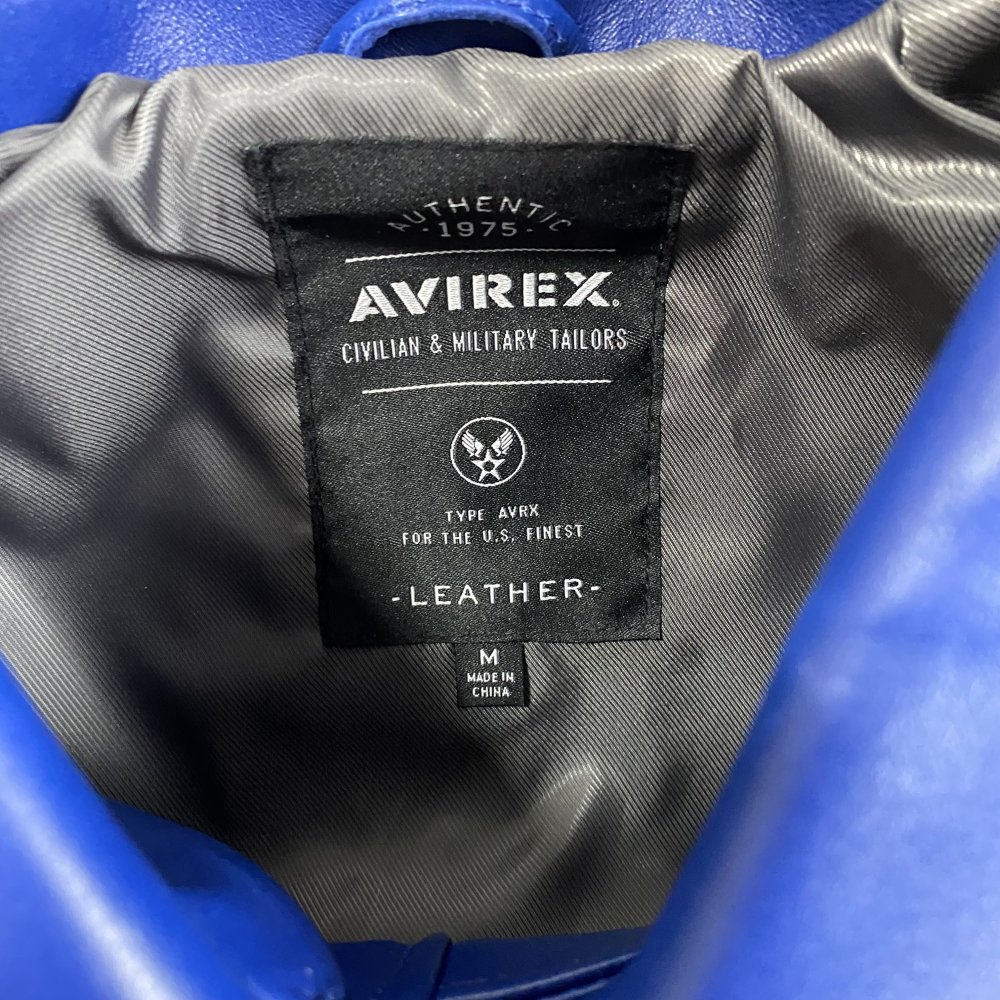 AUTHENTIC
·1975·
AVIREX®
CIVILIAN & MILITARY TAILORS
TYPE AVRX
FOR THE U.S. FINEST
-LEATHER-
M
MADE IN
CHINA